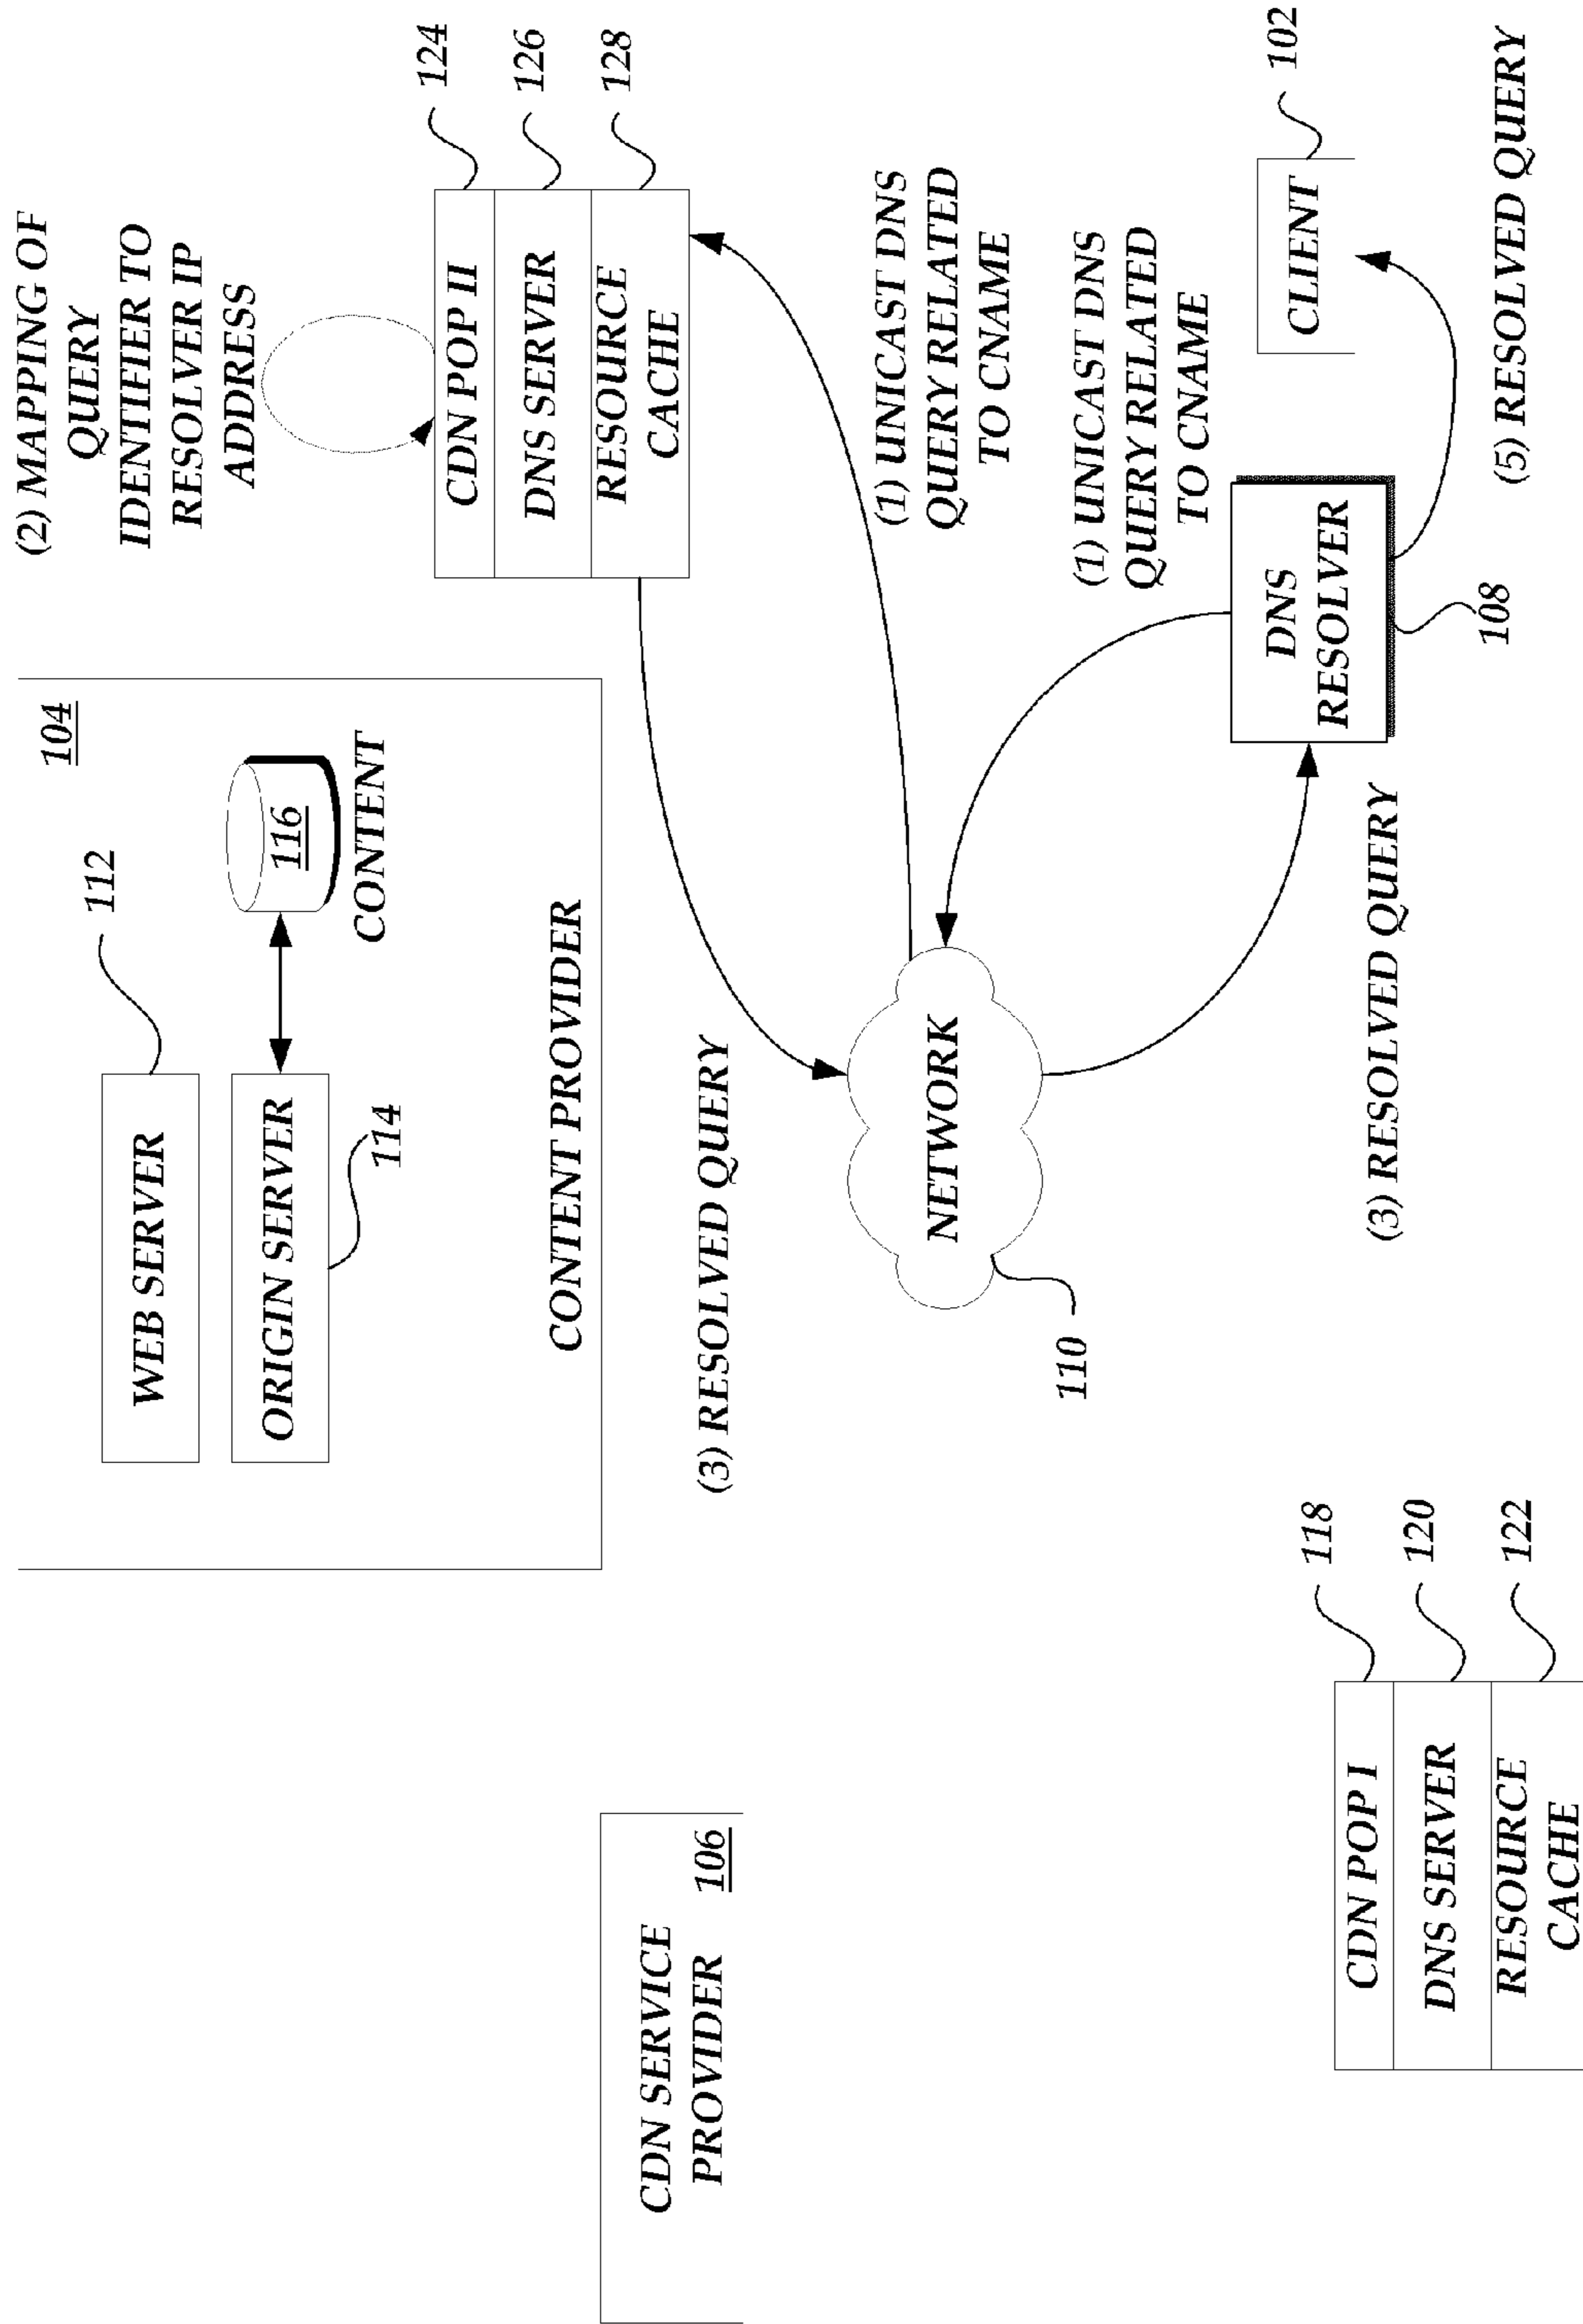 112
WEB SERVER
ORIGIN SERVER
114
116
CONTENT
104
CONTENT PROVIDER
(2) MAPPING OF
QUERY
IDENTIFIER TO
RESOLVER IP
ADDRESS
CDN POP II
124
DNS SERVER
126
RESOURCE
CACHE
128
CDN SERVICE
PROVIDER
106
(3) RESOLVED QUERY
(1) UNICAST DNS
QUERY RELATED
TO CNAME
NETWORK
110
(1) UNICAST DNS
QUERY RELATED
TO CNAME
CDN POP I
118
DNS SERVER
120
RESOURCE
CACHE
122
(3) RESOLVED QUERY
DNS
RESOLVER
108
CLIENT
102
(5) RESOLVED QUERY